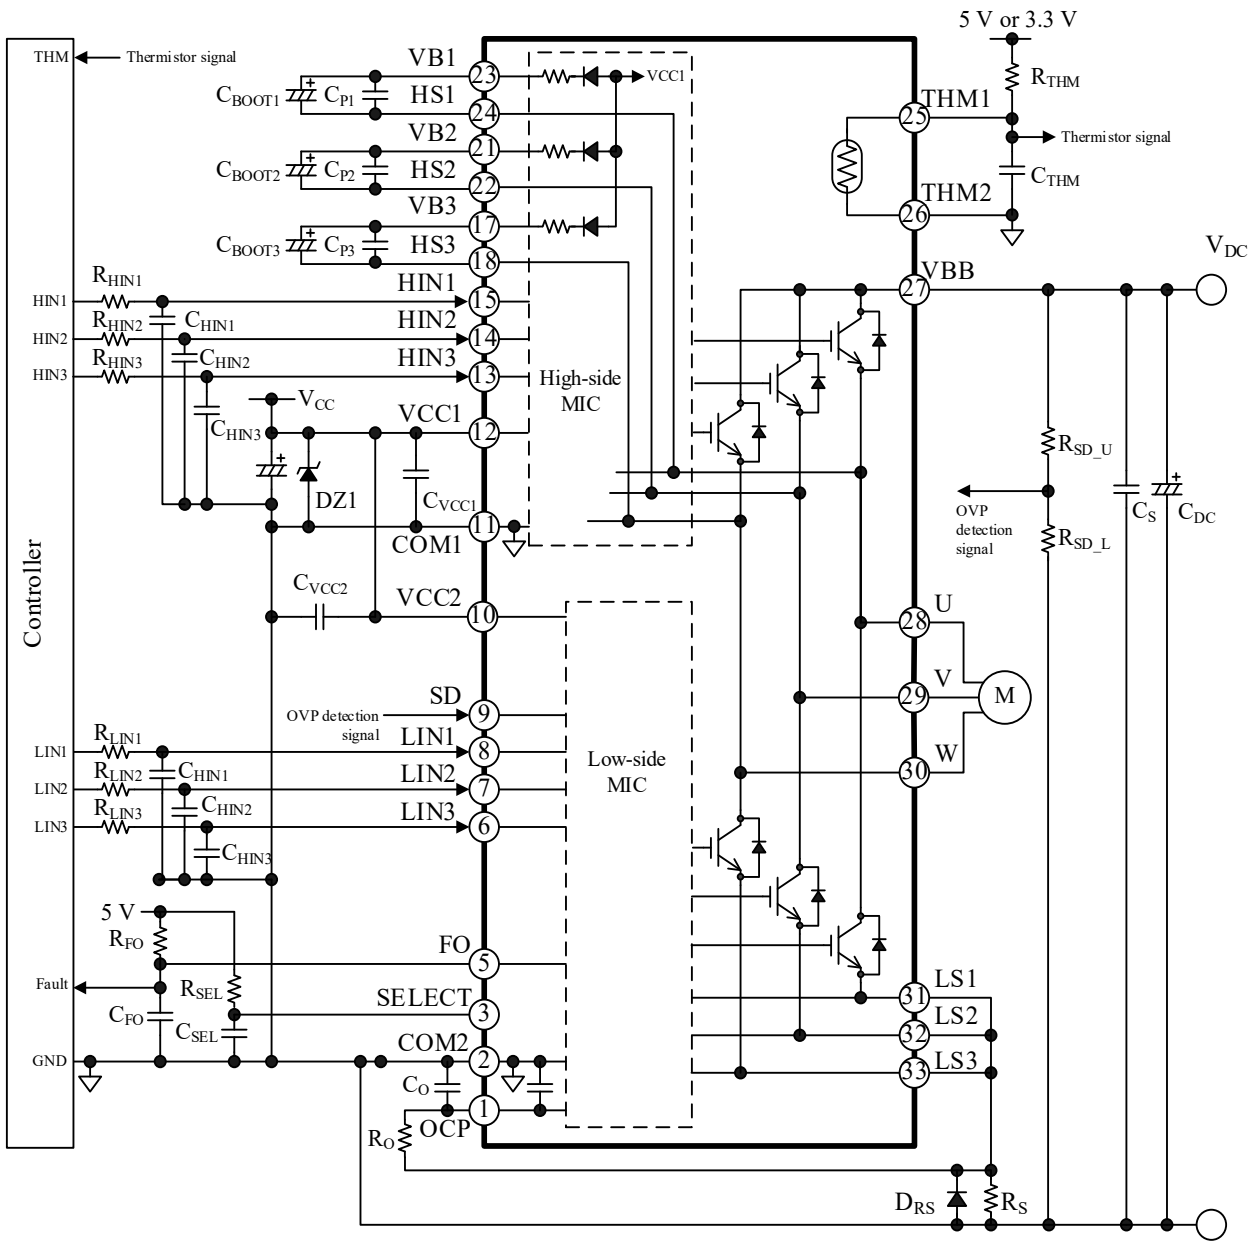 5 V or 3.3 V
THM
Thermistor signal
VB1
23
VCC1
RTHM
CBOOT1
+
CP1
HS1
24
THM1
25
Thermistor signal
VB2
21
CBOOT2
+
CP2
HS2
22
CTHM
THM2
26
VB3
17
CBOOT3
+
CP3
HS3
18
VDC
VBB
27
RHIN1
HIN1
HIN1
15
CHIN1
RHIN2
HIN2
HIN2
14
CHIN2
RHIN3
HIN3
HIN3
13
High-side
MIC
VCC
VCC1
12
CHIN3
+
DZ1
CVCC1
COM1
11
RSD_U
OVP
detection
signal
RSD_L
CS
+
CDC
Controller
CVCC2
VCC2
10
U
28
V
29
M
W
30
SD
9
OVP detection
signal
RLIN1
LIN1
LIN1
8
CHIN1
RLIN2
LIN2
LIN2
7
CHIN2
RLIN3
LIN3
LIN3
6
CHIN3
Low-side
MIC
5 V
RFO
FO
5
Fault
RSEL
SELECT
3
CFO
CSEL
LS1
31
LS2
32
LS3
33
GND
COM2
2
CO
1
OCP
RO
DRS
RS